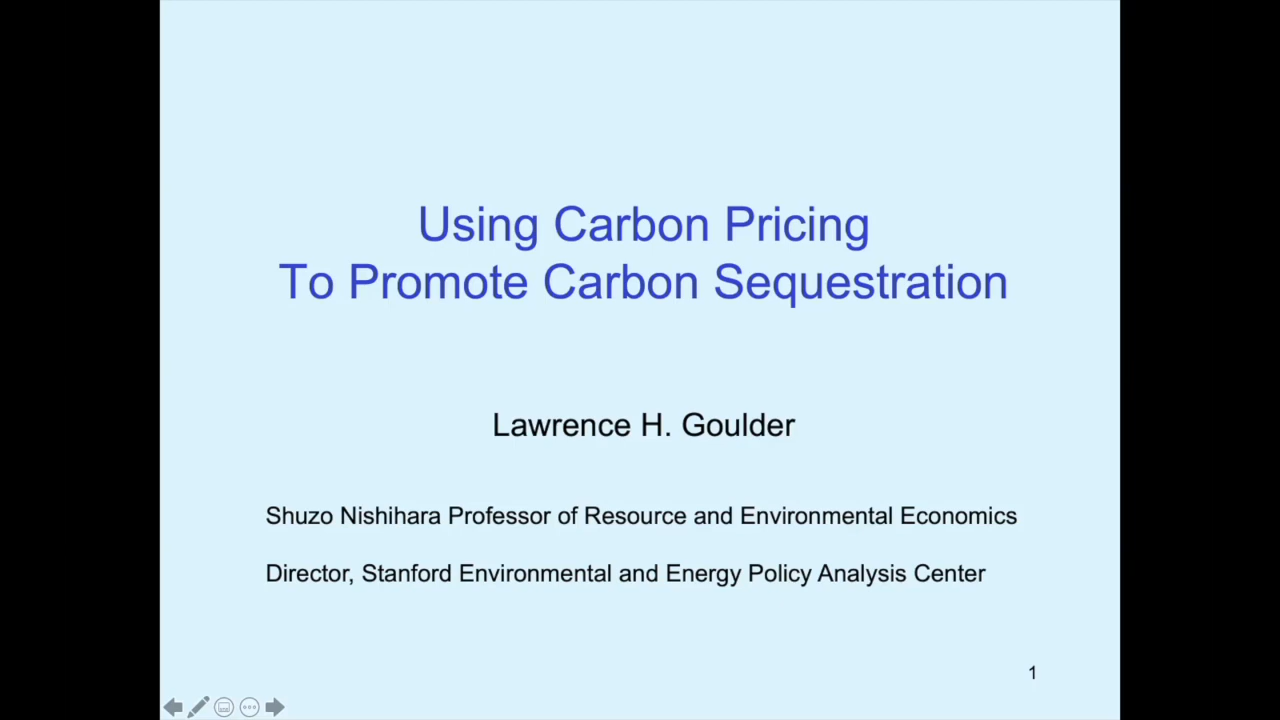 Using Carbon Pricing
To Promote Carbon Sequestration
Lawrence H. Goulder
Shuzo Nishihara Professor of Resource and Environmental Economics
Director, Stanford Environmental and Energy Policy Analysis Center
1